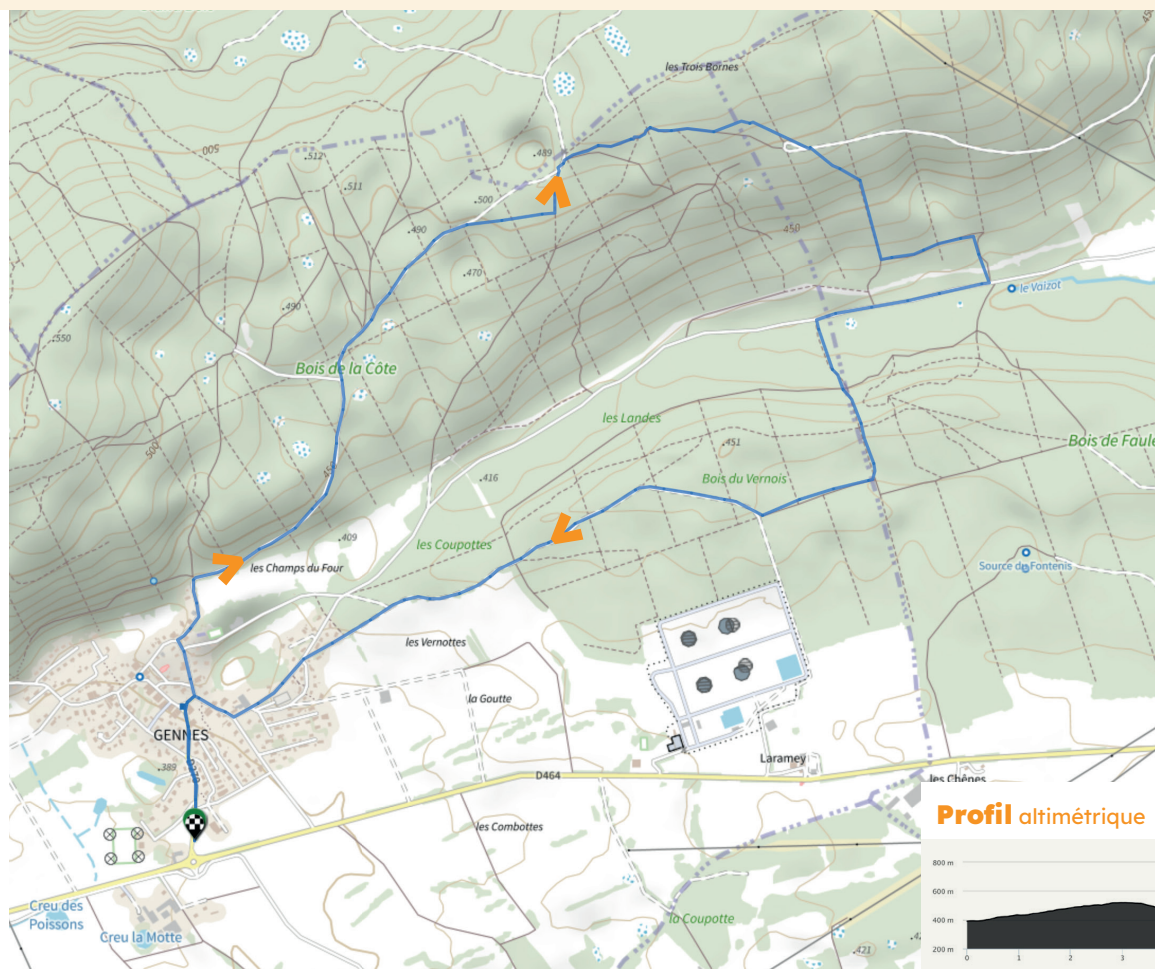 les Trois Bornes
.489
.512
005
.511
.500
.490
450
.470
le Vaizot
.490
.550
Bois de la Côte
les Landes
.451
Bois de Faule
500
450
.416
Bois du Vernois
.409
les Coupottes
les Champs du Four
Source du Fontenis
les Vernottes
la Goutte
GENNES
.389
D464
Laramey
les Chênes
les Combottes
Profil altimétrique
800 m
600 m
400 m
200 m
0
1
2
3
Creu des
Poissons
Creu la Motte
la Coupotte
.421